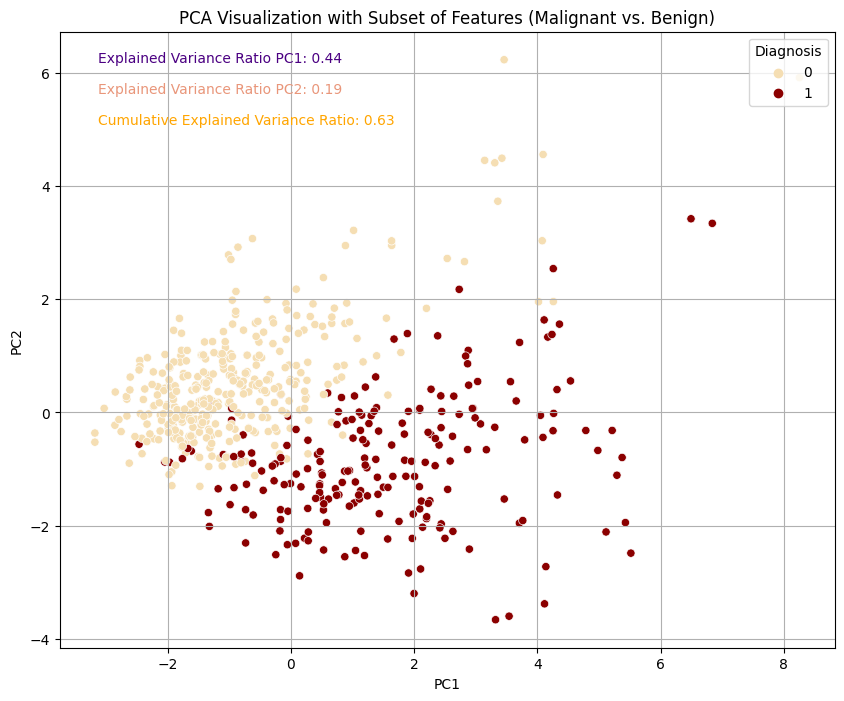 PCA Visualization with Subset of Features (Malignant vs. Benign)
Explained Variance Ratio PC1: 0.44
Explained Variance Ratio PC2: 0.19
Cumulative Explained Variance Ratio: 0.63
Diagnosis
0
1
PC2
6
4
2
0
−2
−4
−2
0
2
4
6
8
PC1